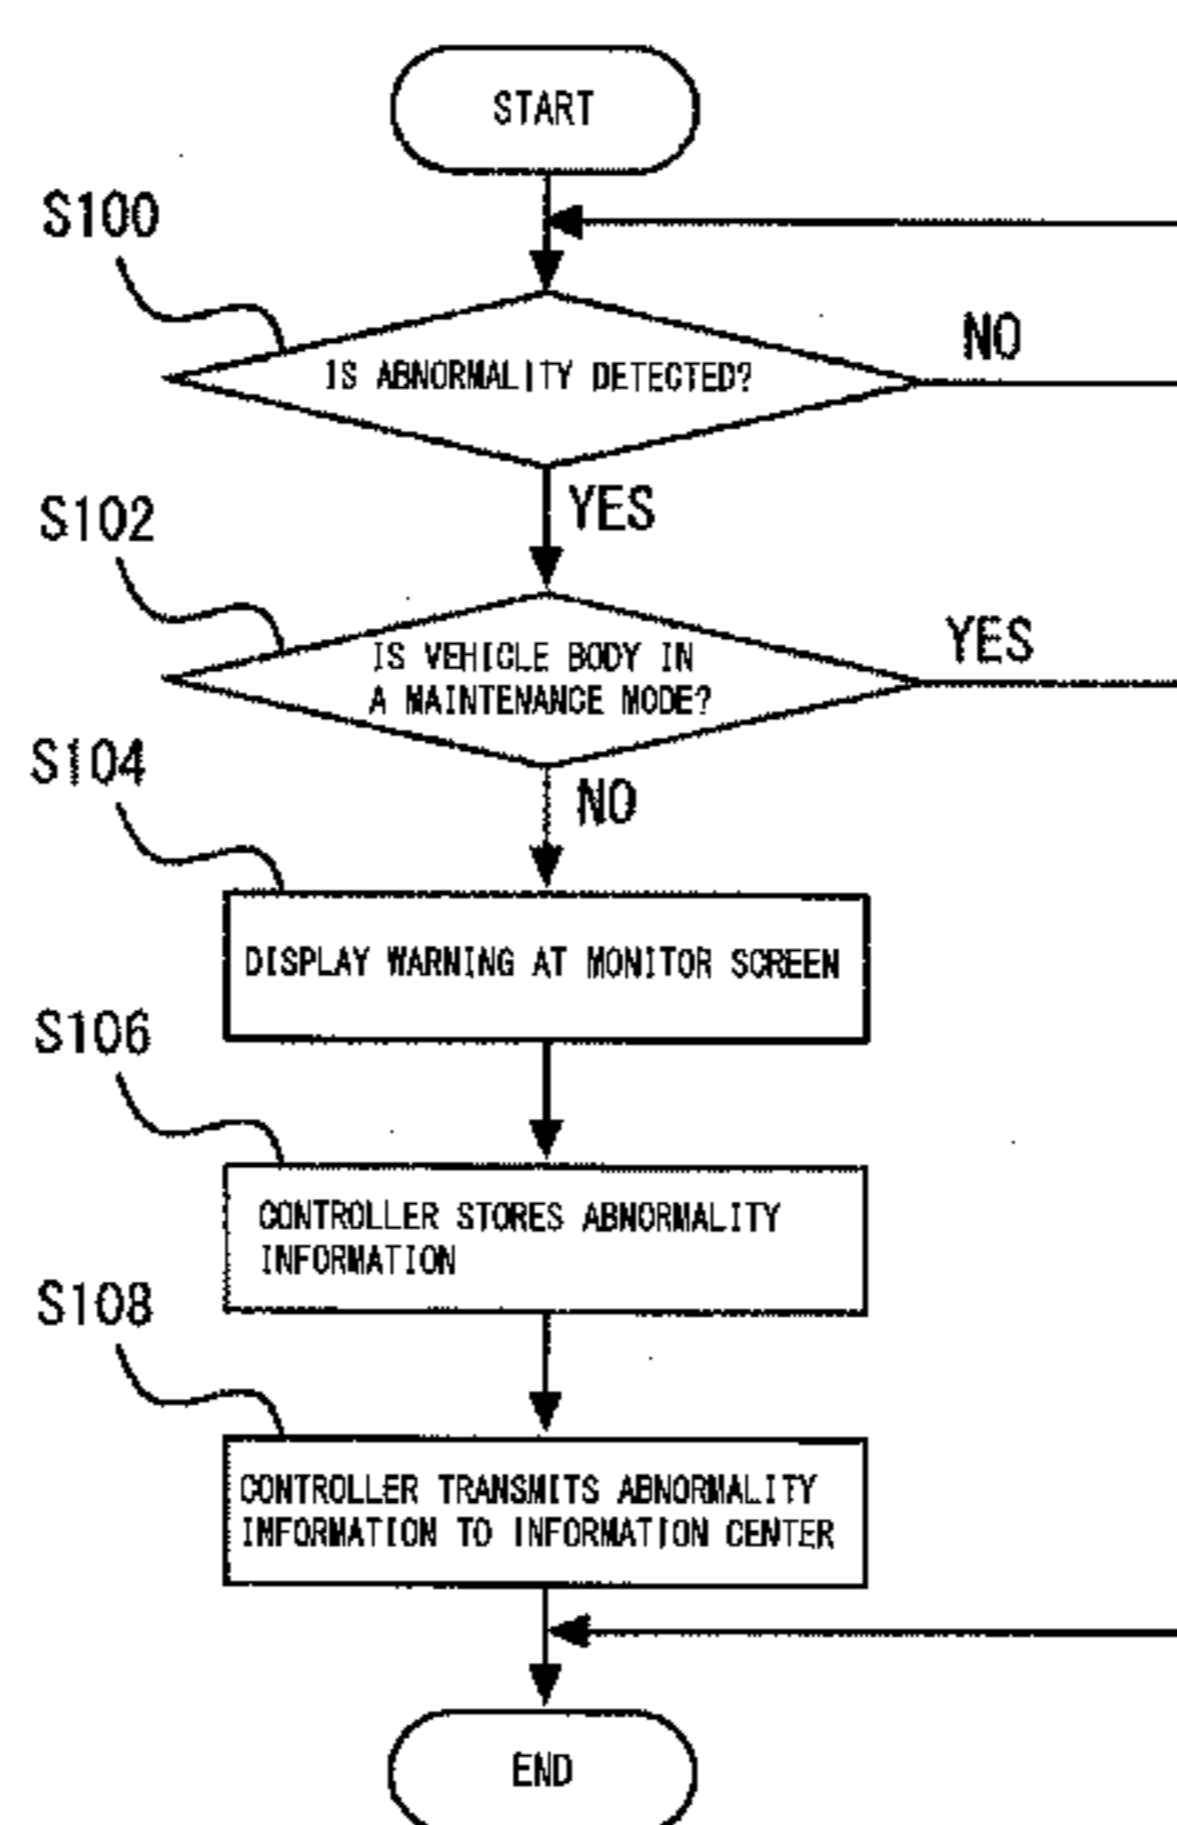 START
S100
IS ABNORMALITY DETECTED?
NO
YES
S102
IS VEHICLE BODY IN
A MAINTENANCE MODE?
YES
NO
S104
DISPLAY WARNING AT MONITOR SCREEN
S106
CONTROLLER STORES ABNORMALITY
INFORMATION
S108
CONTROLLER TRANSMITS ABNORMALITY
INFORMATION TO INFORMATION CENTER
END